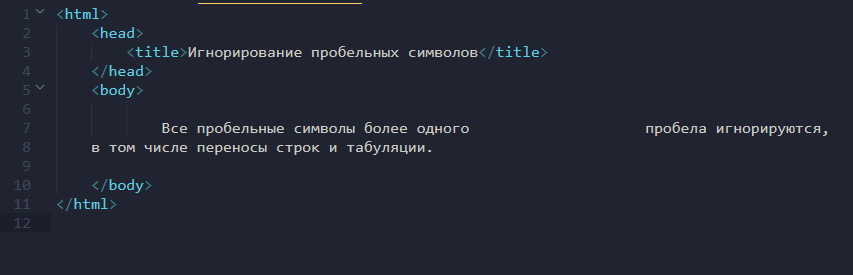 1 <html>
2 <head>
3 <title>Игнорирование пробельных символов</title>
4 </head>
5 <body>
6
7 Все пробельные символы более одного пробела игнорируются,
8 в том числе переносы строк и табуляции.
9
10 </body>
11 </html>
12